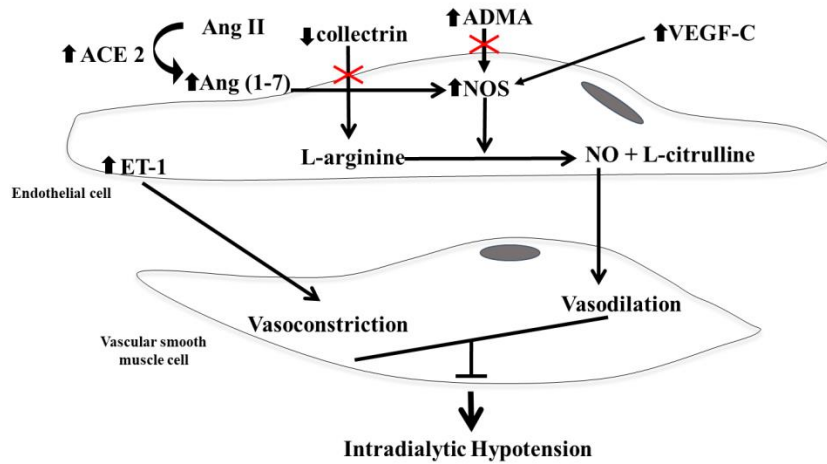 Ang II
⬇collectrin
⬆ADMA
⬆VEGF-C
⬆ACE 2
⬆Ang (1-7)
⬆NOS
L-arginine
NO + L-citrulline
⬆ET-1
Endothelial cell
Vasoconstriction
Vasodilation
Vascular smooth
muscle cell
Intradialytic Hypotension